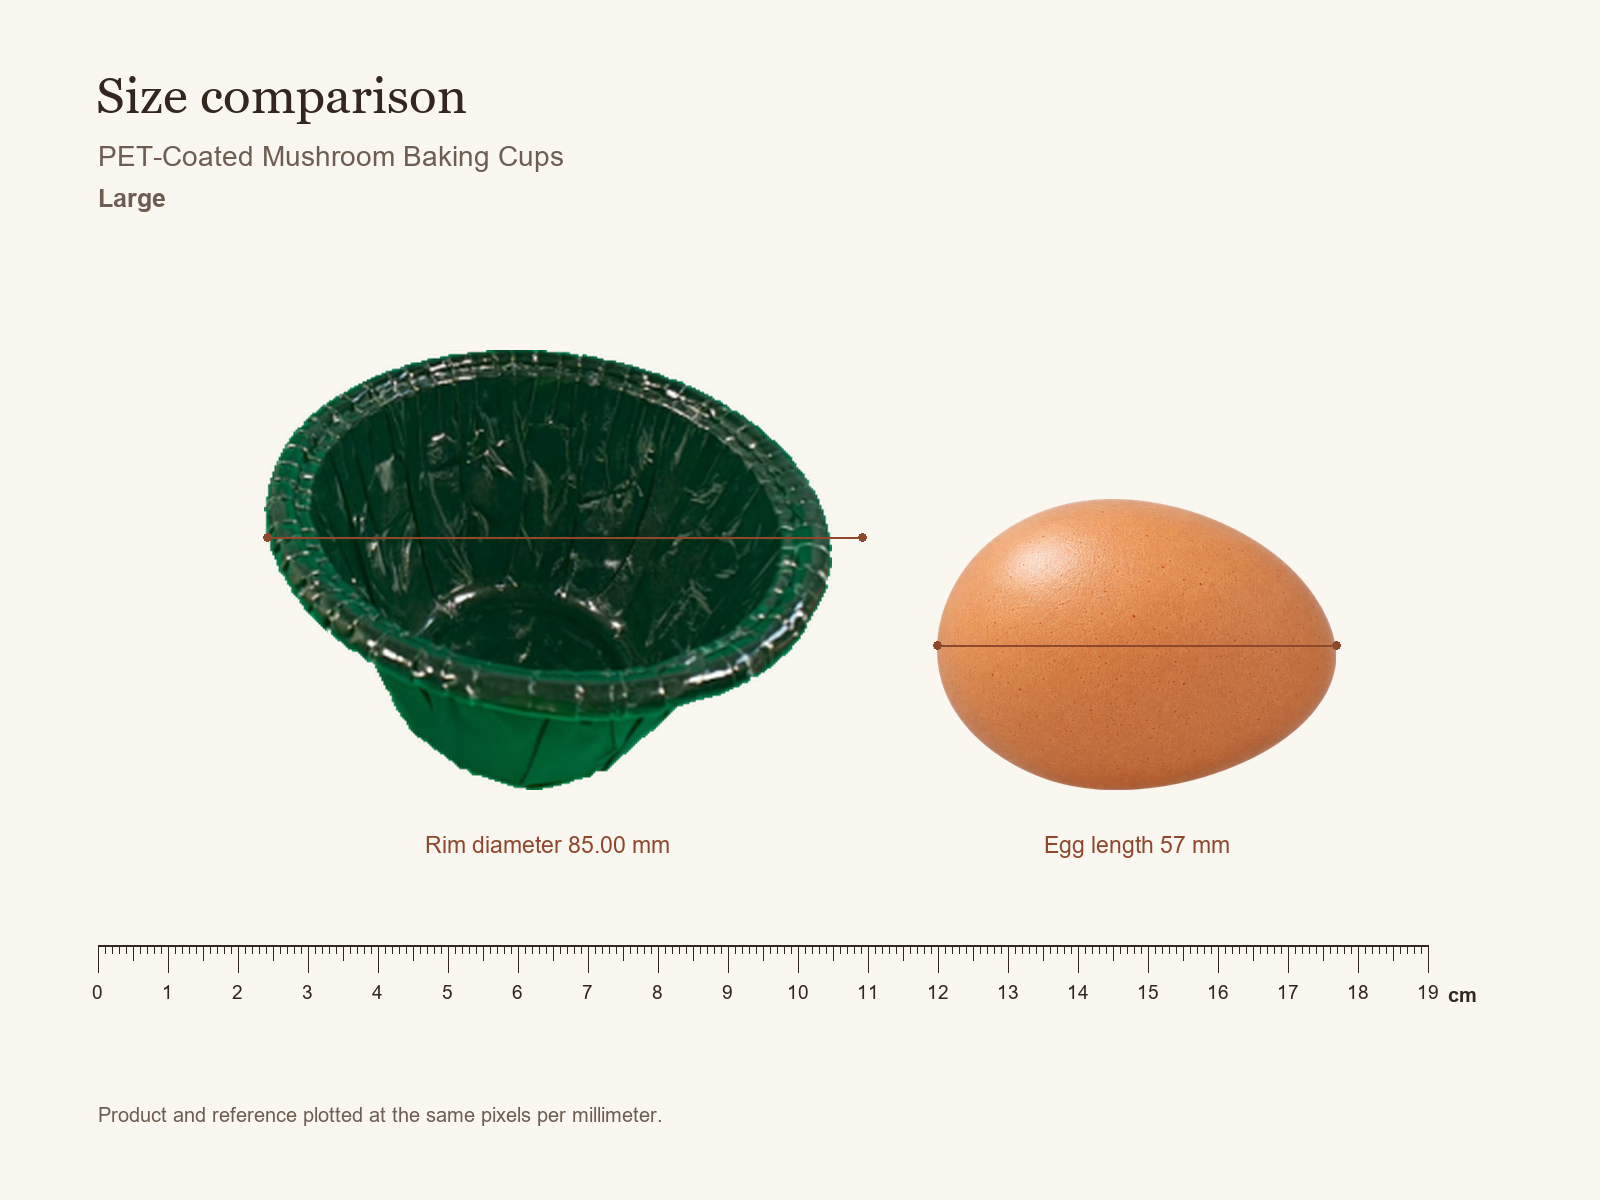 Size comparison
PET-Coated Mushroom Baking Cups
Large
Rim diameter 85.00 mm
Egg length 57 mm
0 1 2 3 4 5 6 7 8 9 10 11 12 13 14 15 16 17 18 19 cm
Product and reference plotted at the same pixels per millimeter.